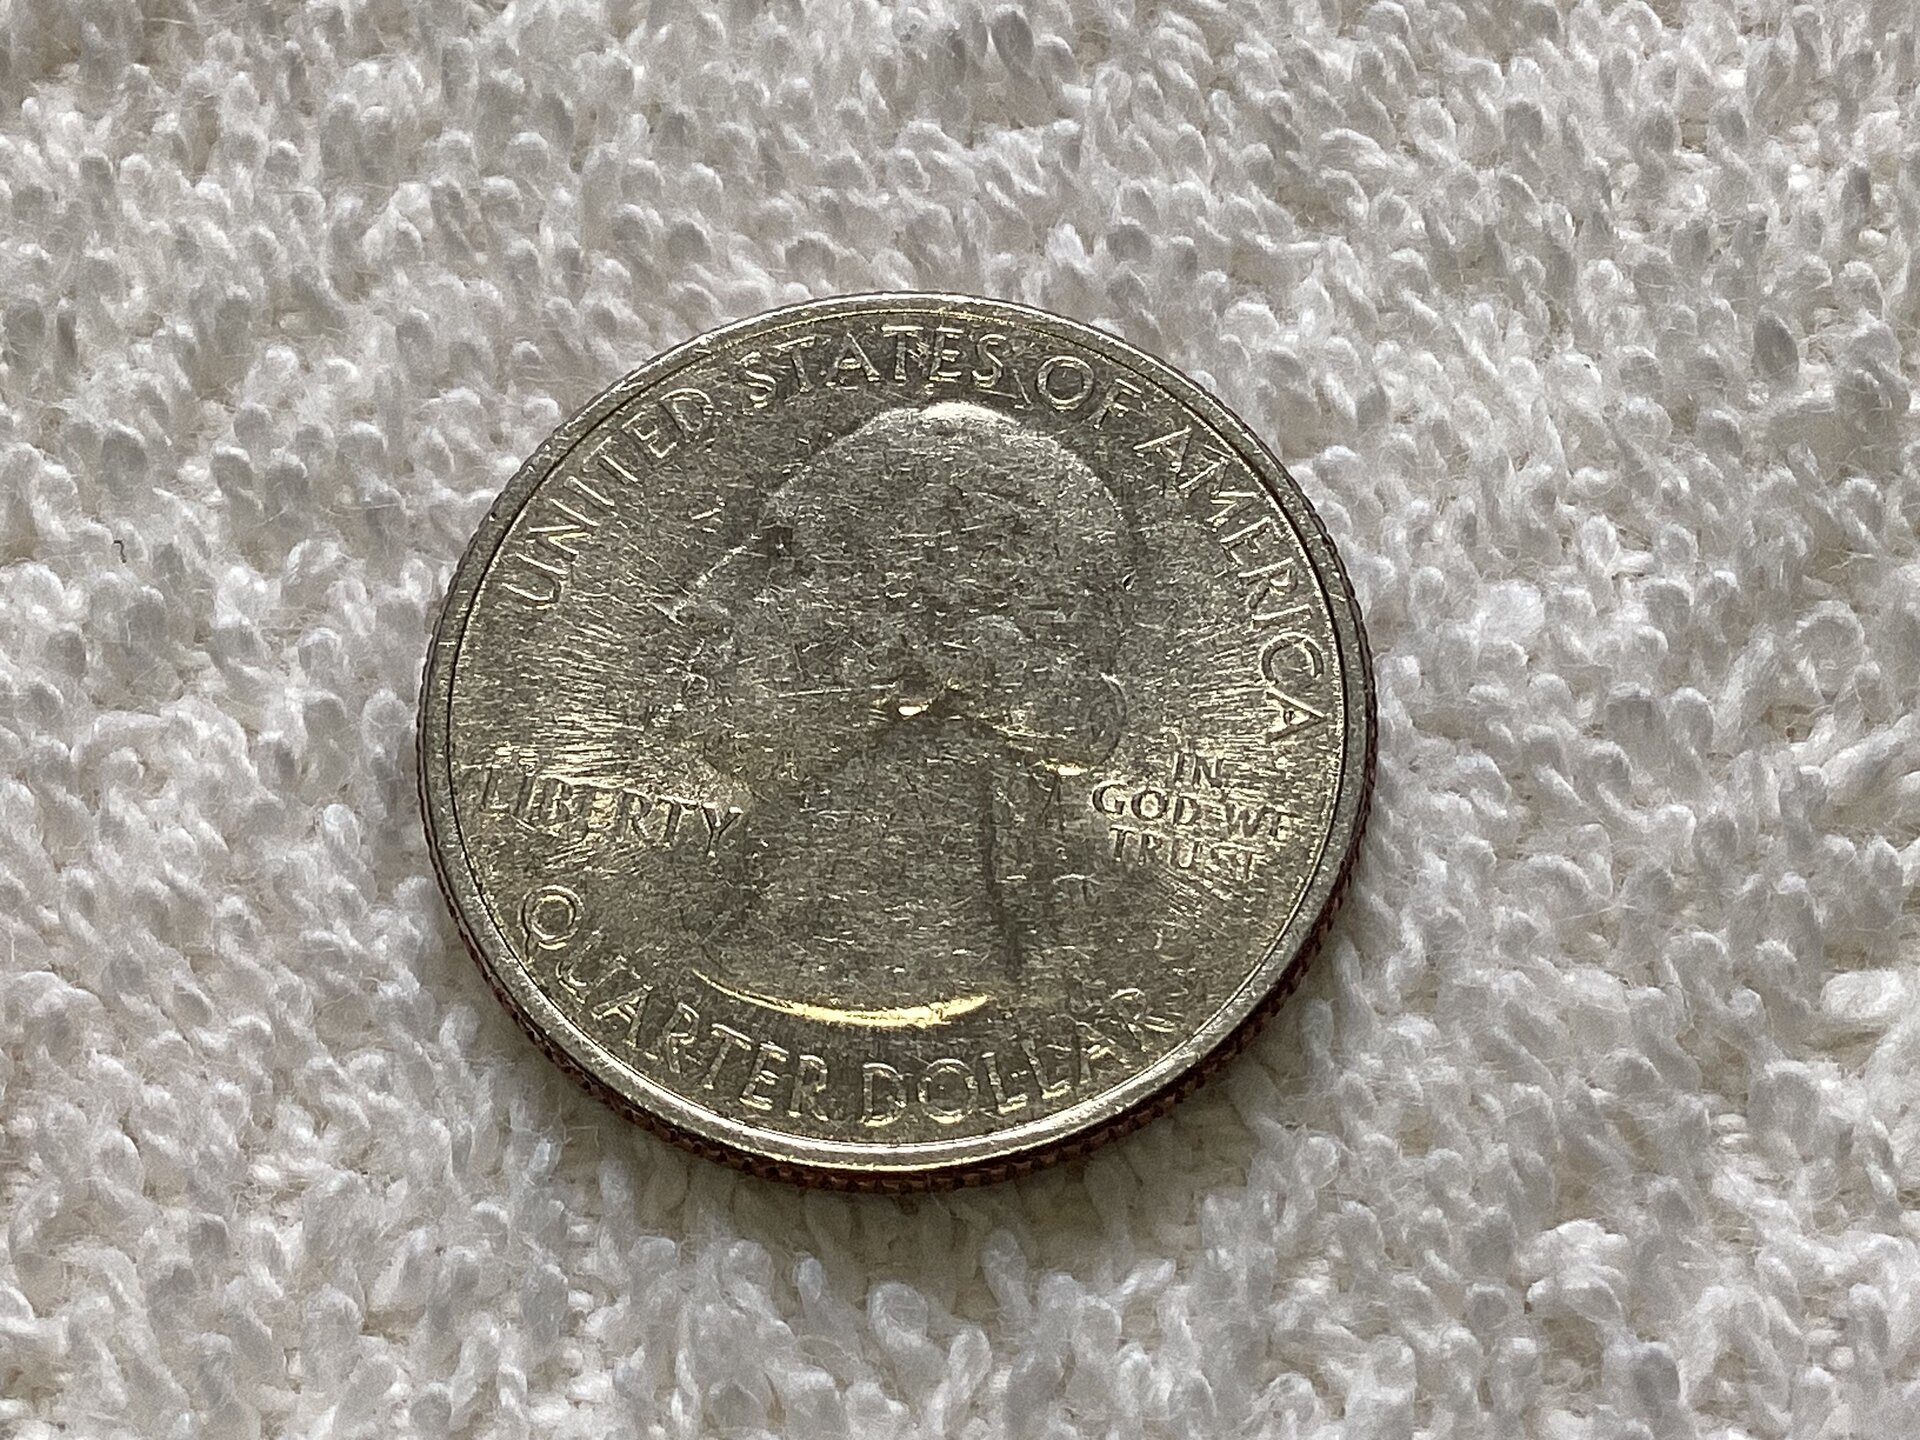 UNITED STATES OF AMERICA
LIBERTY
IN
GOD WE
TRUST
QUARTER DOLLAR